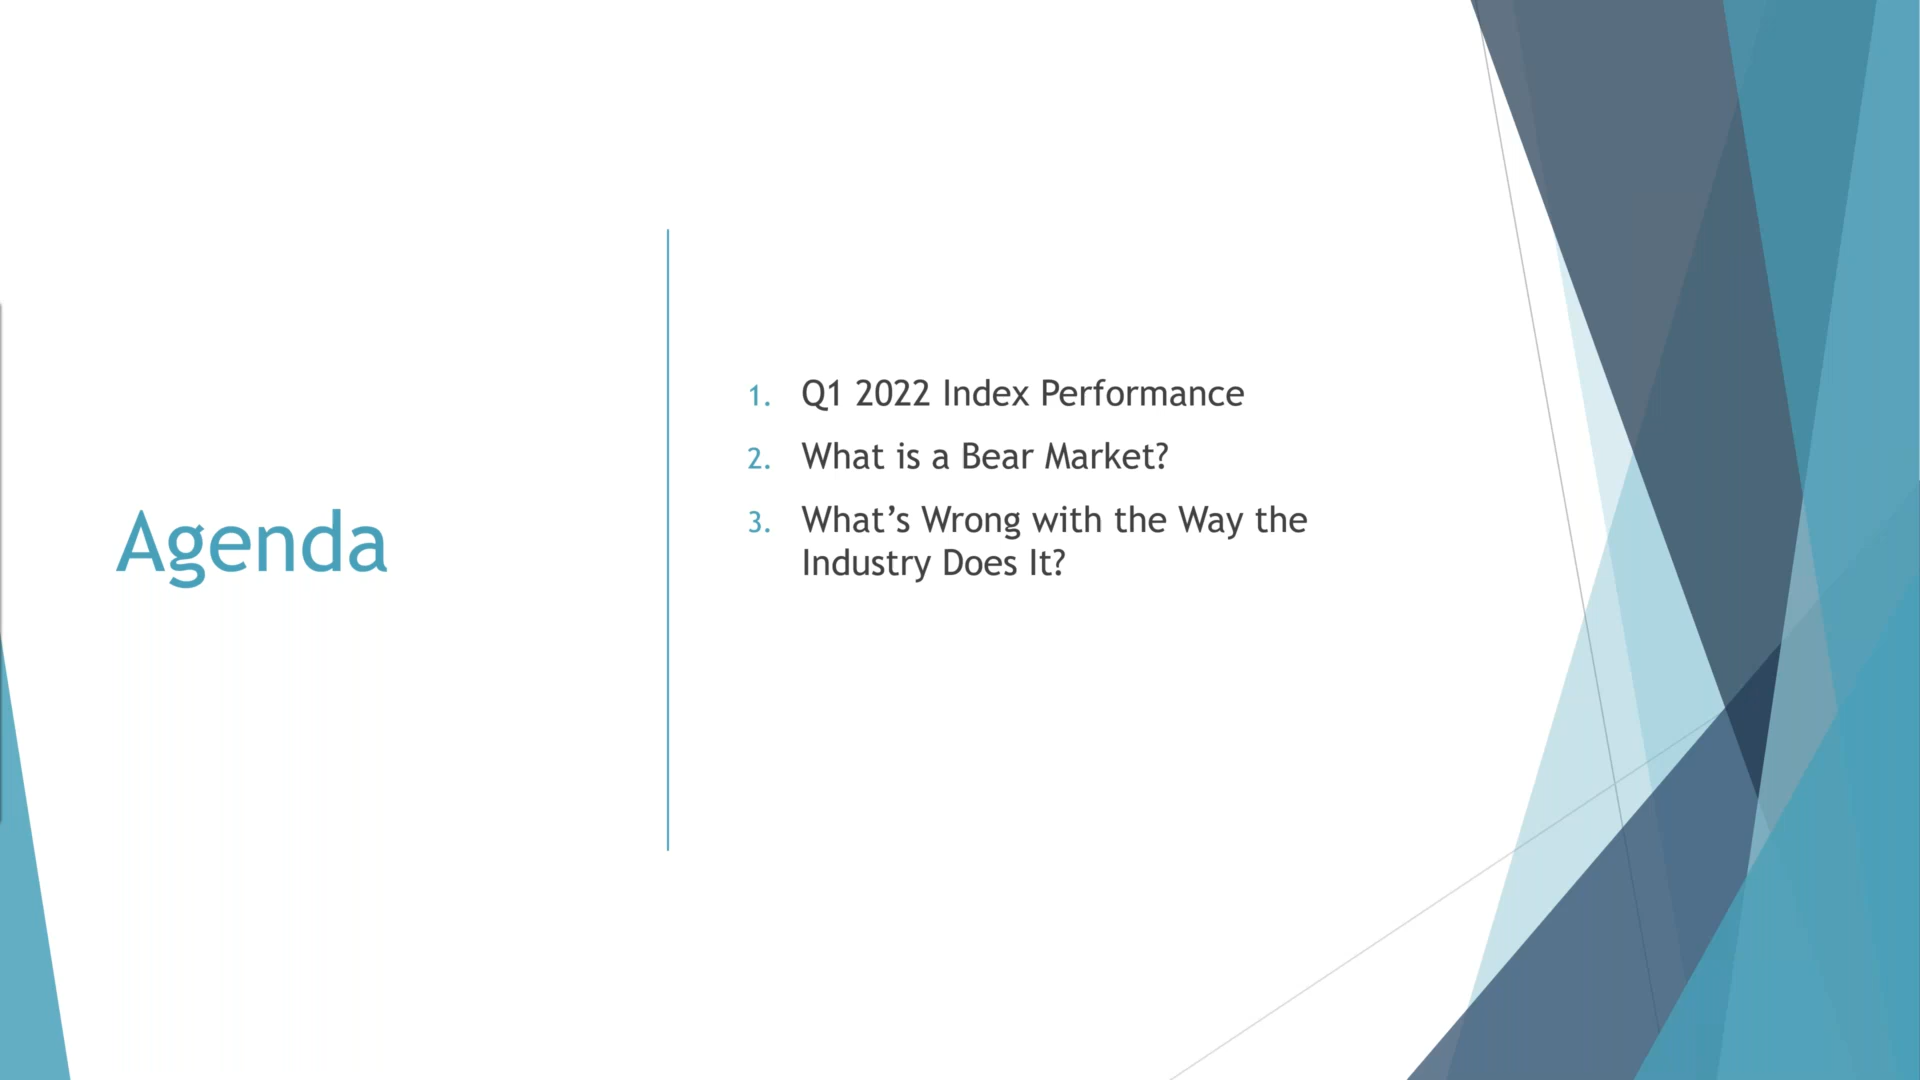 Agenda
1. Q1 2022 Index Performance
2. What is a Bear Market?
3. What’s Wrong with the Way the
Industry Does It?